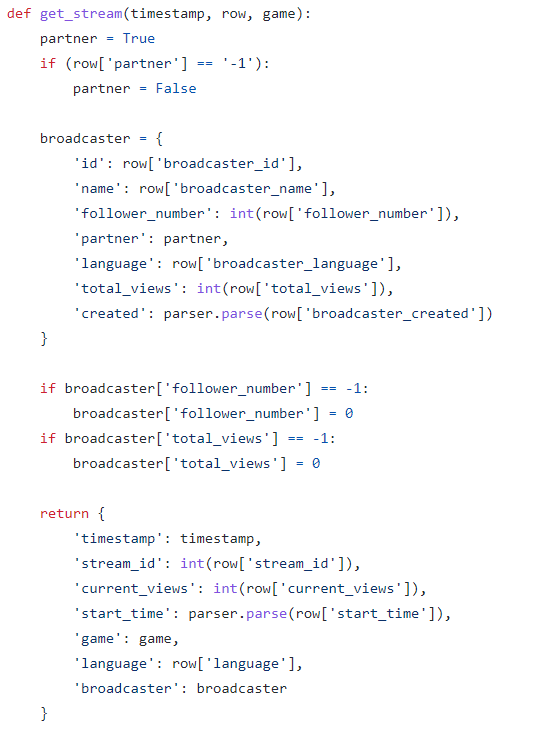 def get_stream(timestamp, row, game):
    partner = True
    if (row['partner'] == '-1'):
        partner = False

    broadcaster = {
        'id': row['broadcaster_id'],
        'name': row['broadcaster_name'],
        'follower_number': int(row['follower_number']),
        'partner': partner,
        'language': row['broadcaster_language'],
        'total_views': int(row['total_views']),
        'created': parser.parse(row['broadcaster_created'])
    }

    if broadcaster['follower_number'] == -1:
        broadcaster['follower_number'] = 0
    if broadcaster['total_views'] == -1:
        broadcaster['total_views'] = 0

    return {
        'timestamp': timestamp,
        'stream_id': int(row['stream_id']),
        'current_views': int(row['current_views']),
        'start_time': parser.parse(row['start_time']),
        'game': game,
        'language': row['language'],
        'broadcaster': broadcaster
    }